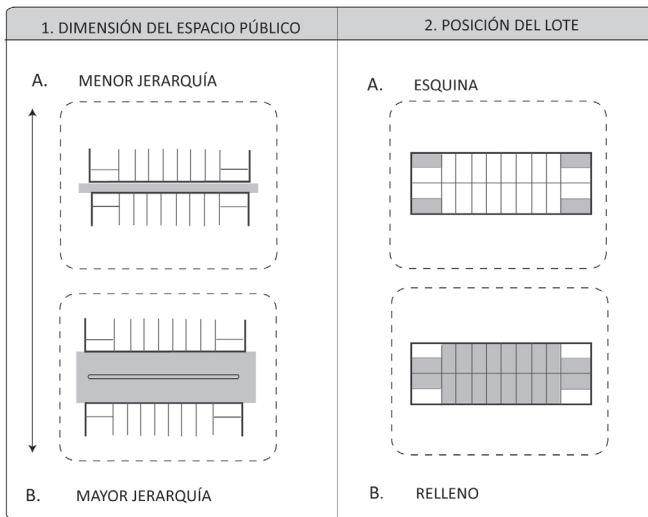 1. DIMENSIÓN DEL ESPACIO PÚBLICO
2. POSICIÓN DEL LOTE
A. MENOR JERARQUÍA
B. MAYOR JERARQUÍA
A. ESQUINA
B. RELLENO